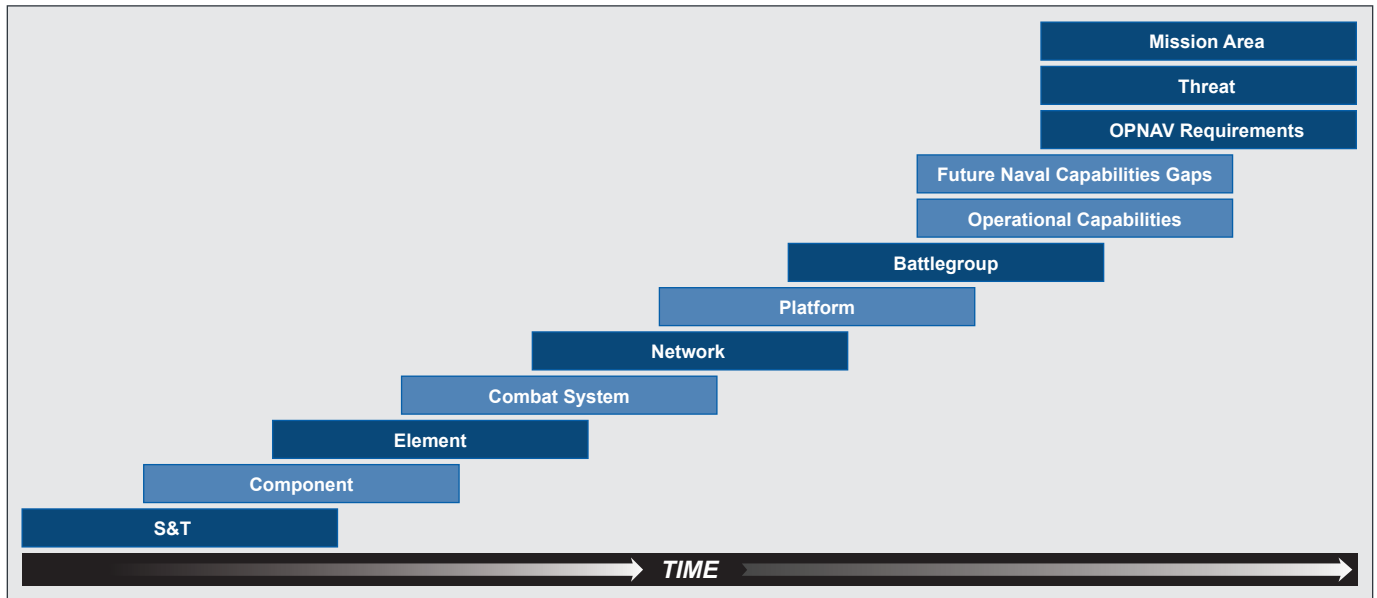 Mission Area
Threat
OPNAV Requirements
Future Naval Capabilities Gaps
Operational Capabilities
Battlegroup
Platform
Network
Combat System
Element
Component
S&T
TIME